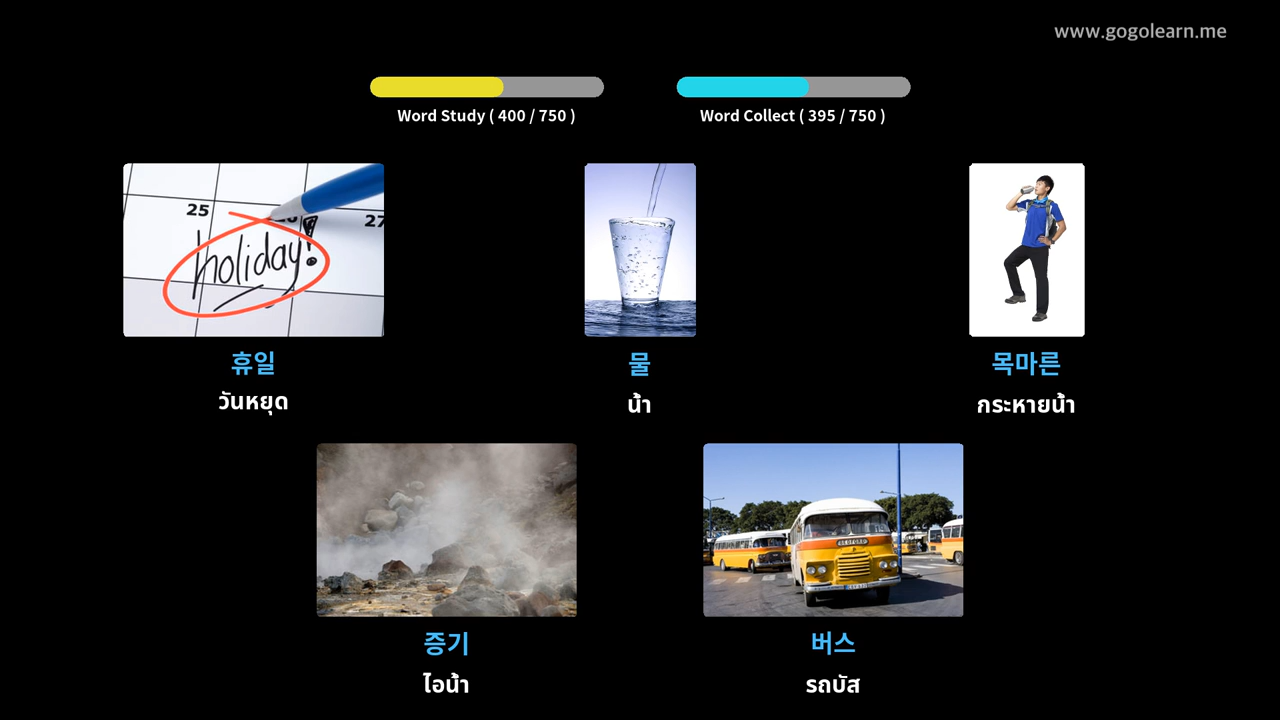 www.gogolearn.me
Word Study ( 400 / 750 )
Word Collect ( 395 / 750 )
25
26
27
holiday!
휴일
물
목마른
วันหยุด
น้ำ
กระหายน้ำ
BEDFORD
증기
버스
ไอน้ำ
รถบัส